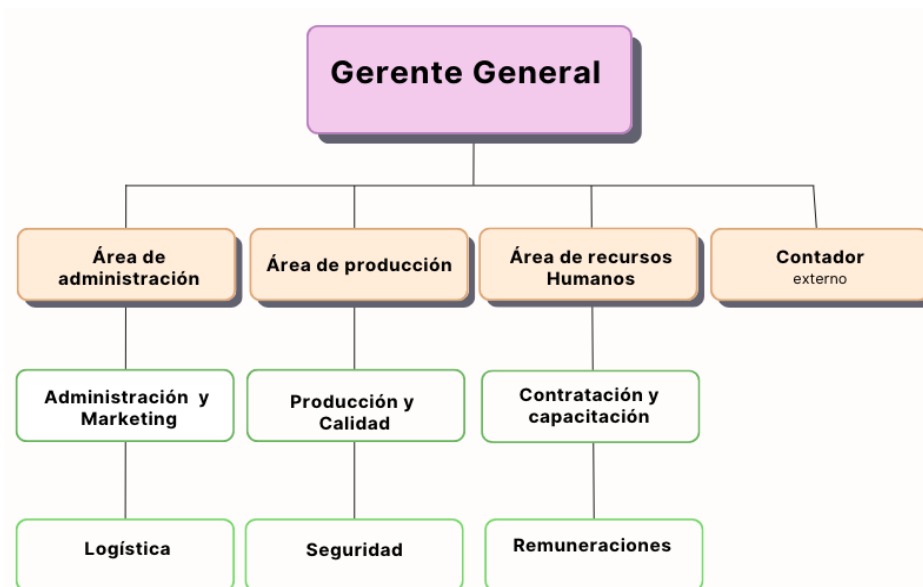 Gerente General
Área de
administración
Área de producción
Área de recursos
Humanos
Contador
externo
Administración y
Marketing
Producción y
Calidad
Contratación y
capacitación
Logística
Seguridad
Remuneraciones